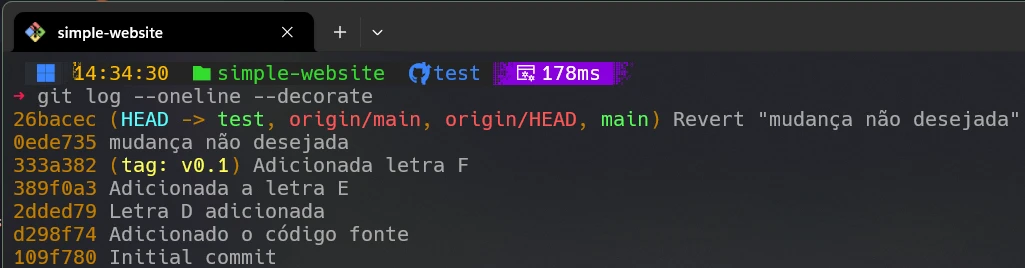 simple-website
14:34:30 simple-website test 178ms
→ git log --oneline --decorate
26bacec (HEAD -> test, origin/main, origin/HEAD, main) Revert "mudança não desejada"
0ede735 mudança não desejada
333a382 (tag: v0.1) Adicionada letra F
389f0a3 Adicionada a letra E
2dded79 Letra D adicionada
d298f74 Adicionado o código fonte
109f780 Initial commit